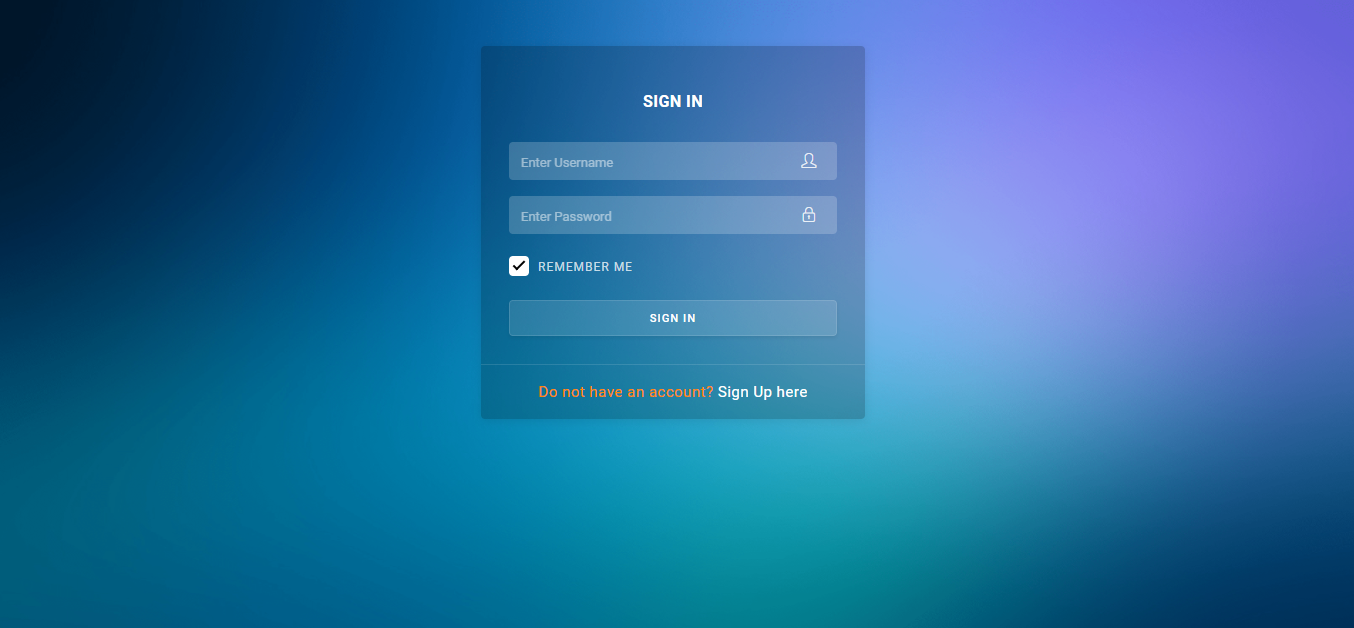 SIGN IN
Enter Username
Enter Password
REMEMBER ME
SIGN IN
Do not have an account? Sign Up here